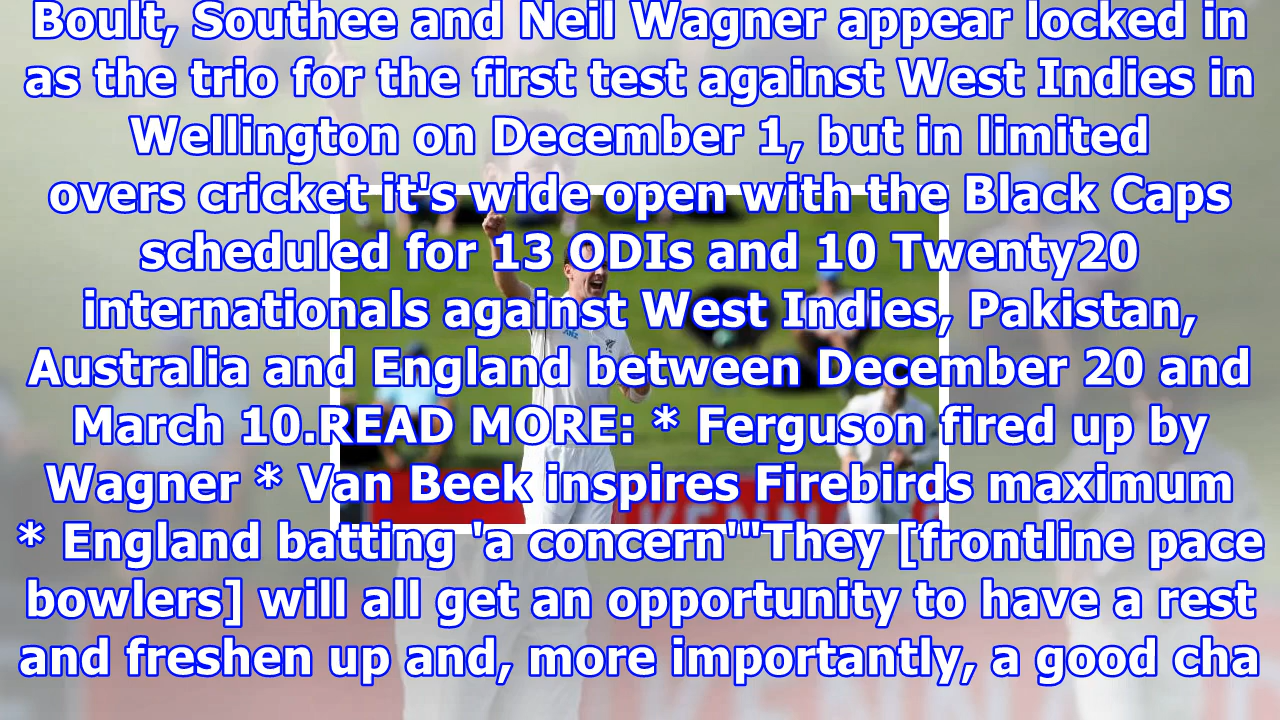 Boult, Southee and Neil Wagner appear locked in
as the trio for the first test against West Indies in
Wellington on December 1, but in limited
overs cricket it's wide open with the Black Caps
scheduled for 13 ODIs and 10 Twenty20
internationals against West Indies, Pakistan,
Australia and England between December 20 and
March 10.READ MORE: * Ferguson fired up by
Wagner * Van Beek inspires Firebirds maximum
* England batting 'a concern'"They [frontline pace
bowlers] will all get an opportunity to have a rest
and freshen up and, more importantly, a good cha